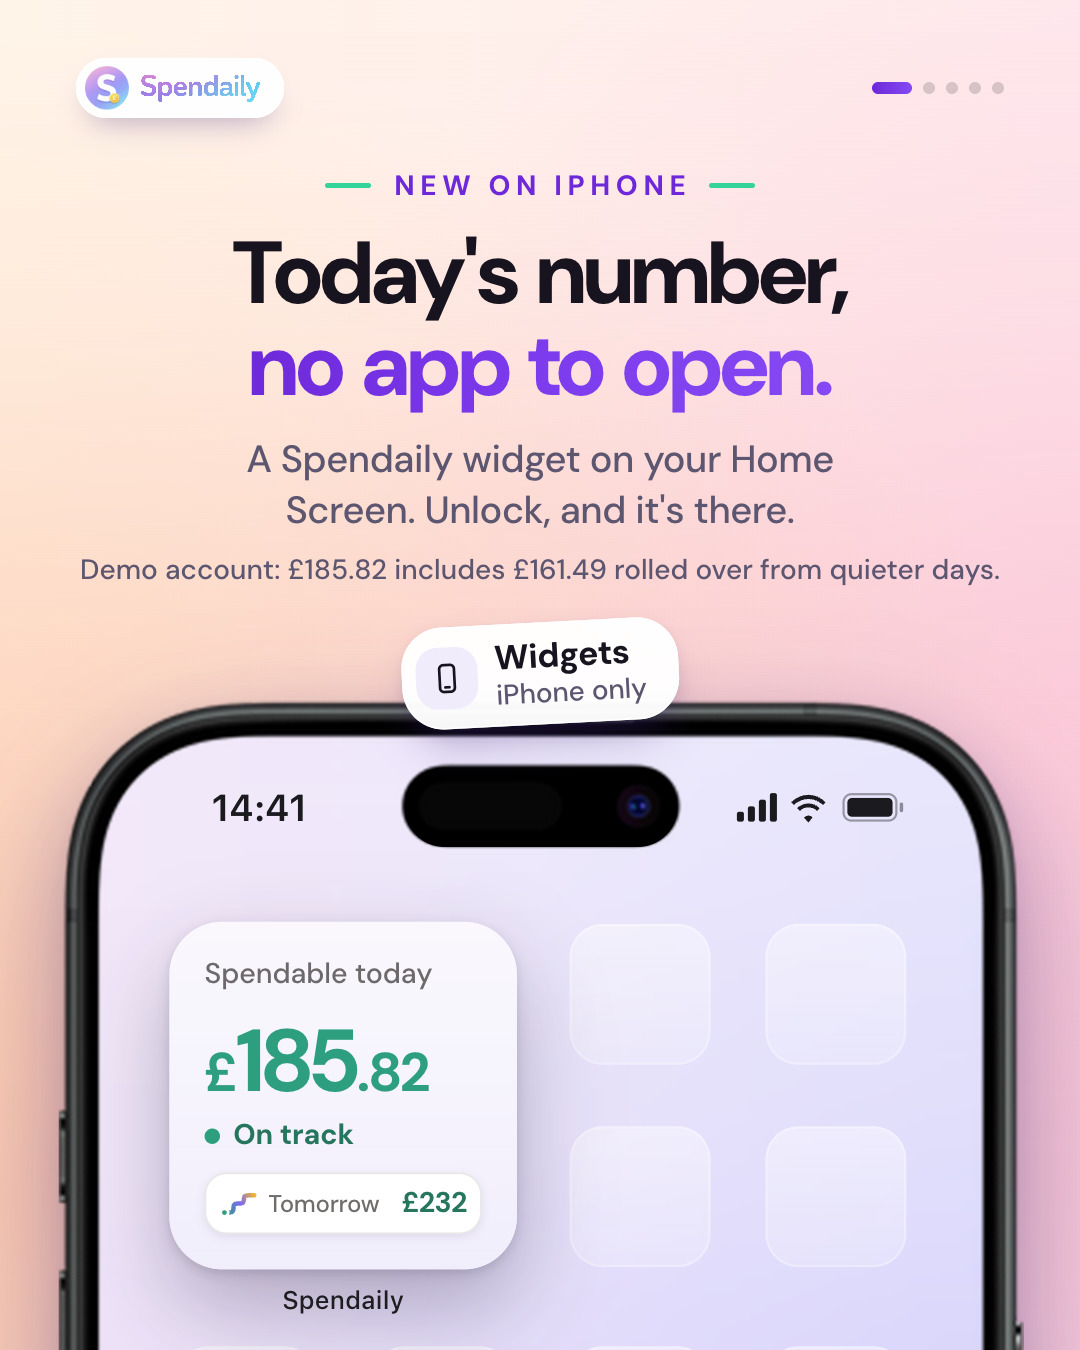 Spendaily
NEW ON IPHONE
Today's number,
no app to open.
A Spendaily widget on your Home
Screen. Unlock, and it's there.
Demo account: £185.82 includes £161.49 rolled over from quieter days.
Widgets
iPhone only
14:41
Spendable today
£185.82
On track
Tomorrow £232
Spendaily